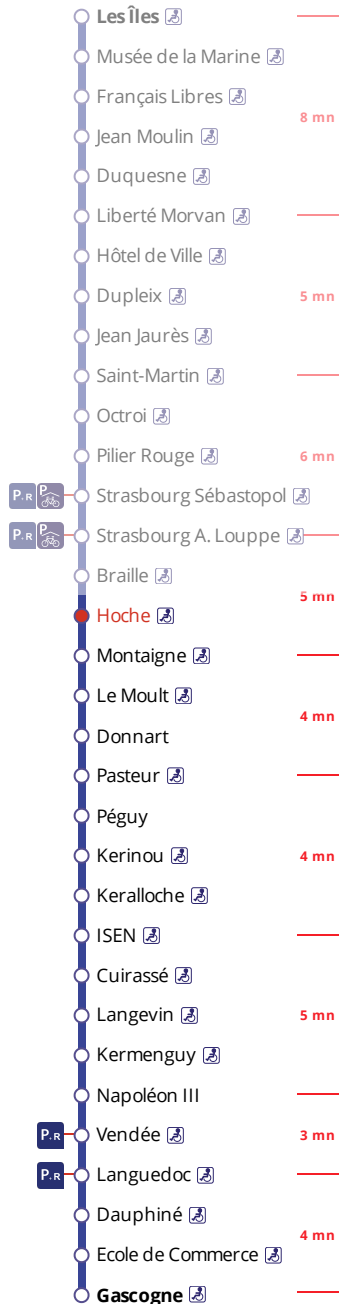 Les Îles
Musée de la Marine
Français Libres
8 mn
Jean Moulin
Duquesne
Liberté Morvan
Hôtel de Ville
Dupleix 5 mn
Jean Jaurès
Saint-Martin
Octroi
Pilier Rouge 6 mn
P+R P Strasbourg Sébastopol
P+R P Strasbourg A. Louppe
Braille
5 mn
Hoche
Montaigne
Le Moult
4 mn
Donnart
Pasteur
Péguy
Kerinou 4 mn
Keralloche
ISEN
Cuirassé
Langevin 5 mn
Kermenguy
Napoléon III
P+R Vendée 3 mn
P+R Languedoc
Dauphiné
4 mn
Ecole de Commerce
Gascogne